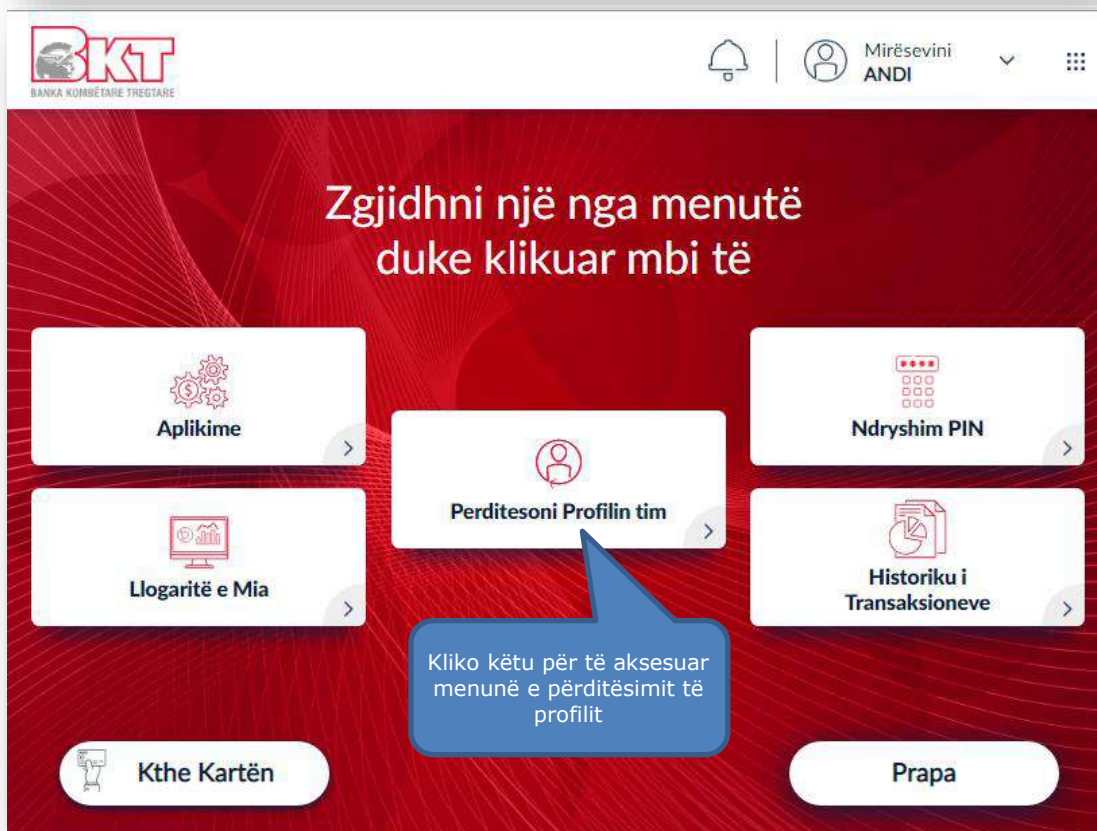 BKT
BANKA KOMBËTARE TREGTARE
Mirësevini
ANDI
Zgjidhni një nga menutë
duke klikuar mbi të
Aplikime
Ndryshim PIN
Perditesoni Profilin tim
Llogaritë e Mia
Historiku i
Transaksioneve
Kliko këtu për të aksesuar
menunë e përditësimit të
profilit
Kthe Kartën
Prapa